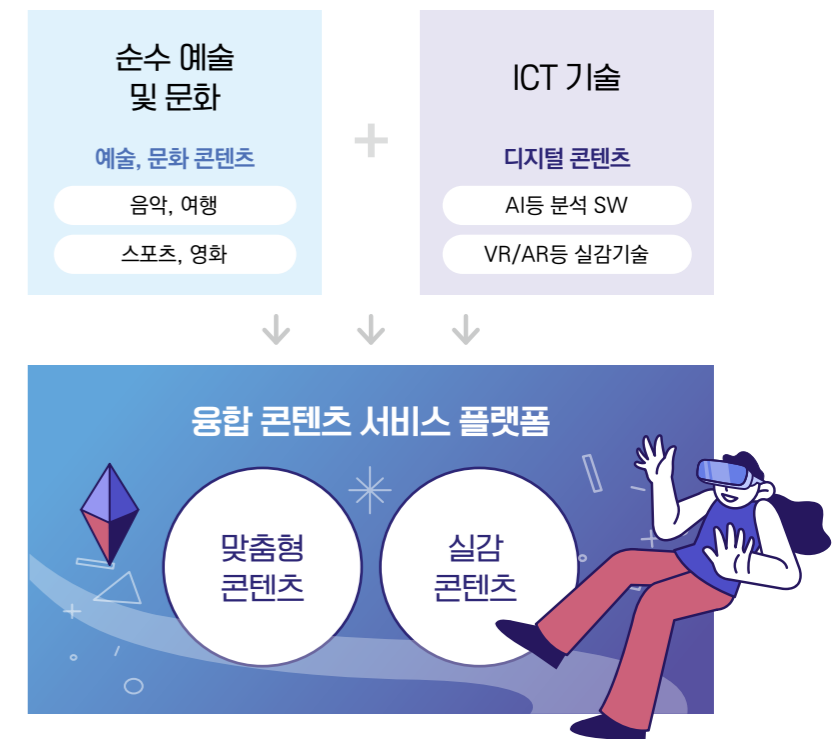 순수 예술
및 문화
예술, 문화 콘텐츠
음악, 여행
스포츠, 영화
+
ICT 기술
디지털 콘텐츠
AI등 분석 SW
VR/AR등 실감기술
융합 콘텐츠 서비스 플랫폼
맞춤형
콘텐츠
실감
콘텐츠